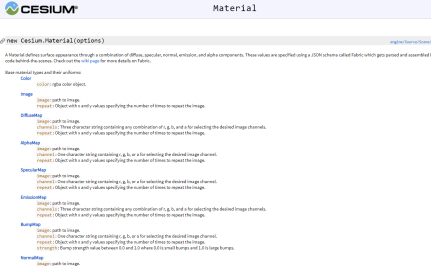 CESIUM
Material
new Cesium.Material(options)
engine/Source/Scene/
A Material defines surface appearance through a combination of diffuse, specular, normal, emission, and alpha components. These values are specified using a JSON schema called Fabric which gets parsed and assembled
code behind-the-scenes. Check out the wiki page for more details on Fabric.
Base material types and their uniforms:
Color
color: rgba color object.
Image
image: path to image.
repeat: Object with x and y values specifying the number of times to repeat the image.
DiffuseMap
image: path to image.
channels: Three character string containing any combination of r, g, b, and a for selecting the desired image channels.
repeat: Object with x and y values specifying the number of times to repeat the image.
AlphaMap
image: path to image.
channel: One character string containing r, g, b, or a for selecting the desired image channel.
repeat: Object with x and y values specifying the number of times to repeat the image.
SpecularMap
image: path to image.
channel: One character string containing r, g, b, or a for selecting the desired image channel.
repeat: Object with x and y values specifying the number of times to repeat the image.
EmissionMap
image: path to image.
channels: Three character string containing any combination of r, g, b, and a for selecting the desired image channels.
repeat: Object with x and y values specifying the number of times to repeat the image.
BumpMap
image: path to image.
channel: One character string containing r, g, b, or a for selecting the desired image channel.
repeat: Object with x and y values specifying the number of times to repeat the image.
strength: Bump strength value between 0.0 and 1.0 where 0.0 is small bumps and 1.0 is large bumps.
NormalMap
image: path to image.